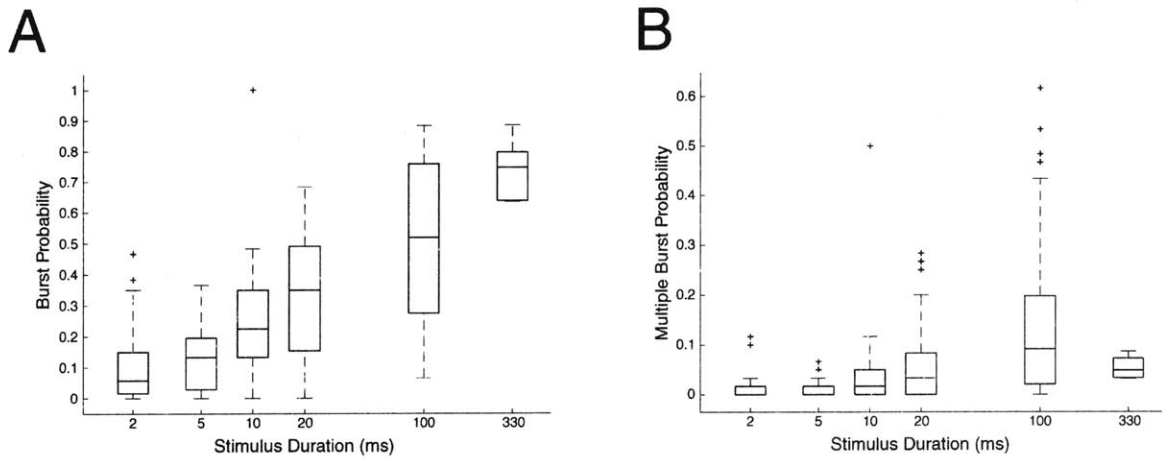 A
B
1
0.9
0.8
0.7
0.6
0.5
0.4
0.3
0.2
0.1
0
Burst Probability
2 5 10 20 100 330
Stimulus Duration (ms)
0.6
0.5
0.4
0.3
0.2
0.1
0
Multiple Burst Probability
2 5 10 20 100 330
Stimulus Duration (ms)